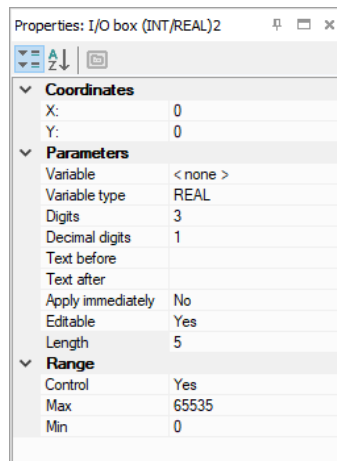 Properties: I/O box (INT/REAL)2
Coordinates
X: 0
Y: 0
Parameters
Variable < none >
Variable type REAL
Digits 3
Decimal digits 1
Text before
Text after
Apply immediately No
Editable Yes
Length 5
Range
Control Yes
Max 65535
Min 0